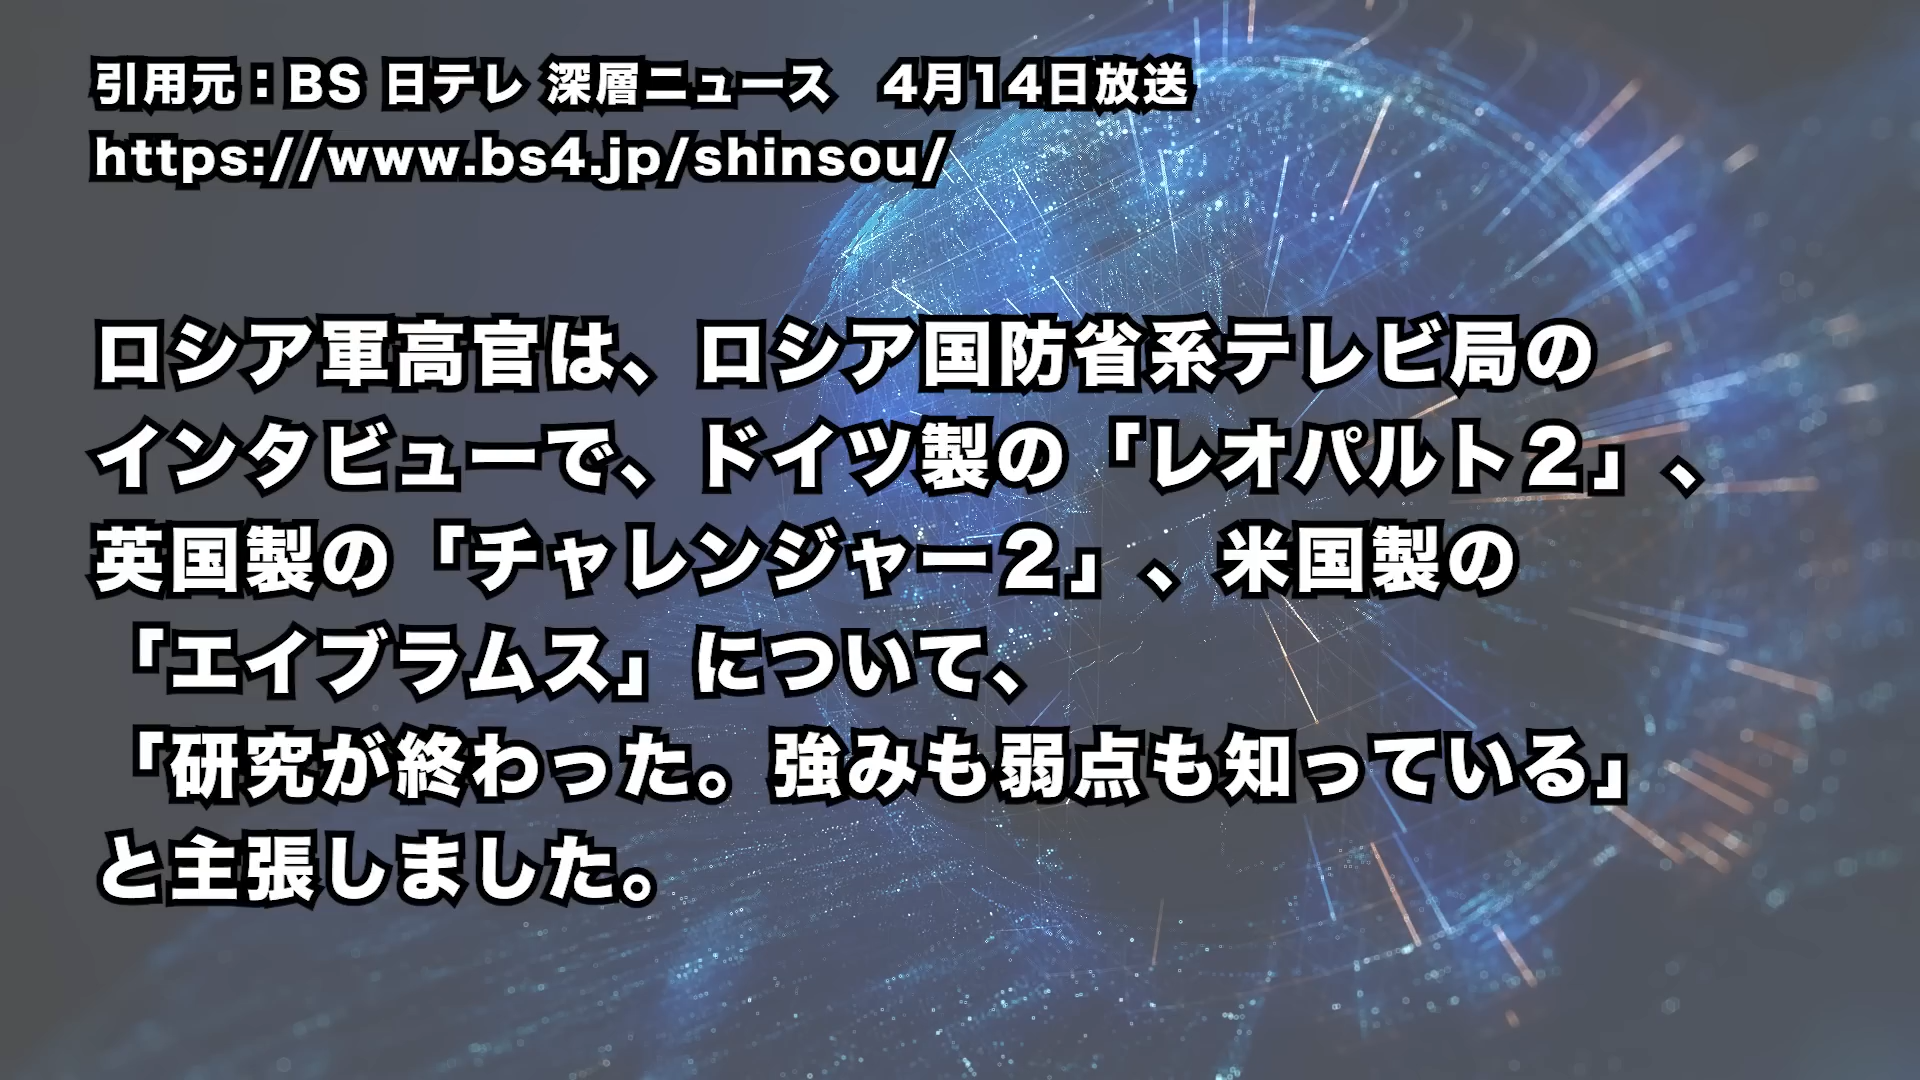 引用元：BS 日テレ 深層ニュース　4月14日放送
https://www.bs4.jp/shinsou/
ロシア軍高官は、ロシア国防省系テレビ局の
インタビューで、ドイツ製の「レオパルト２」、
英国製の「チャレンジャー２」、米国製の
「エイブラムス」について、
「研究が終わった。強みも弱点も知っている」
と主張しました。